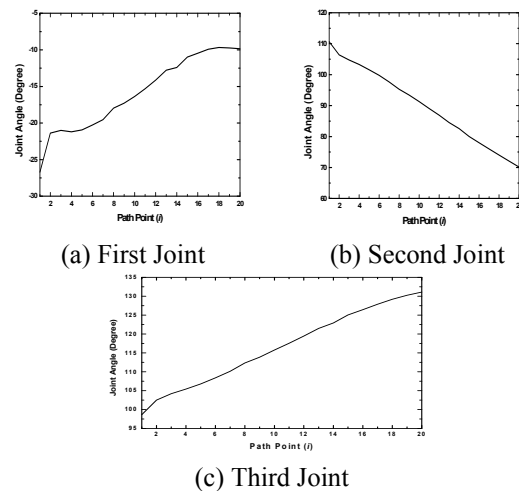 -5
-10
-15
-20
-25
-30
2 4 6 8 10 12 14 16 18 20
Joint Angle (Degree)
Path Point (i)
(a) First Joint
120
110
100
90
80
70
60
2 4 6 8 10 12 14 16 18 20
Joint Angle (Degree)
Path Point (i)
(b) Second Joint
135
130
125
120
115
110
105
100
95
2 4 6 8 10 12 14 16 18 20
Joint Angle (Degree)
Path Point (i)
(c) Third Joint